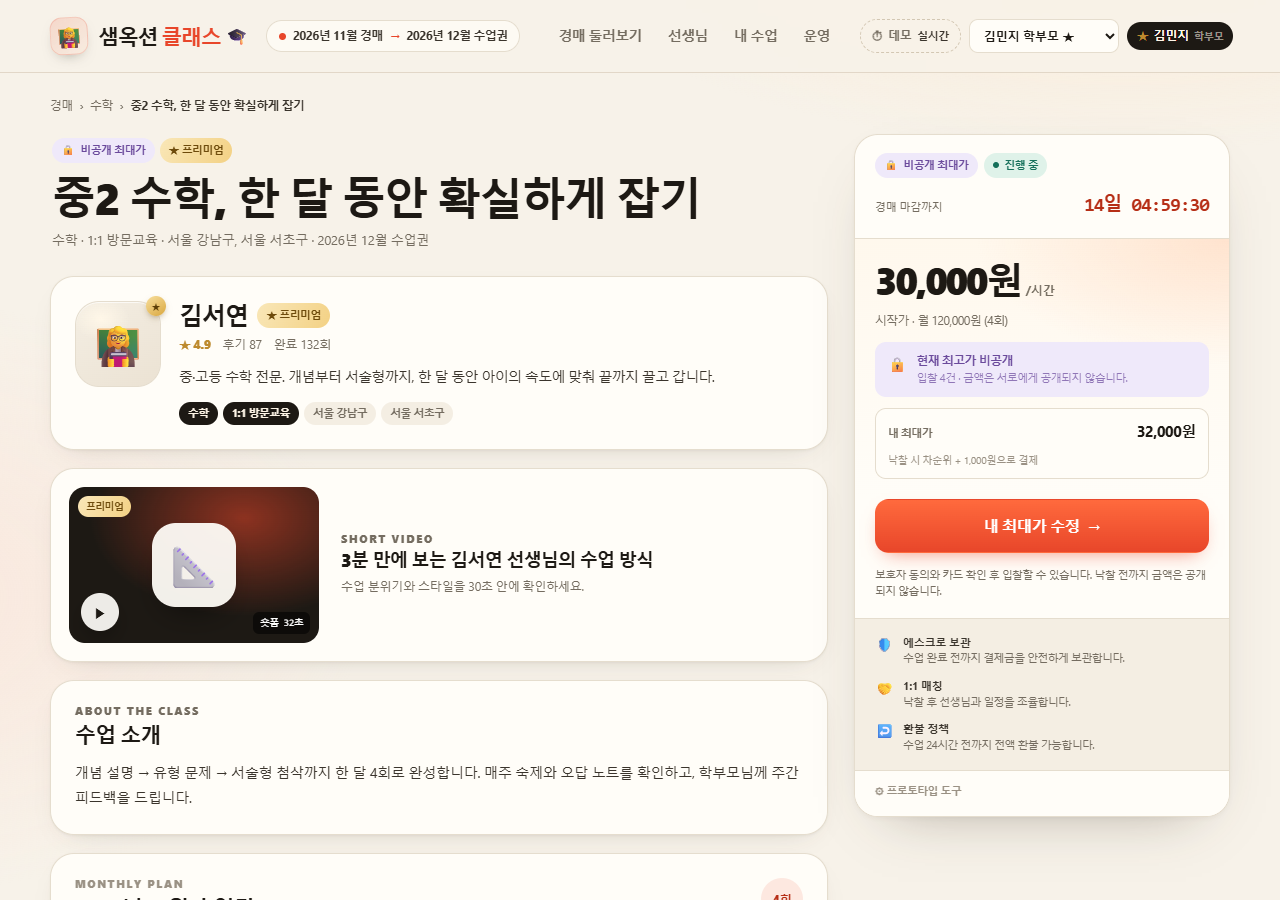 샘옥션 클래스
2026년 11월 경매 → 2026년 12월 수업권
경매 둘러보기
선생님
내 수업
운영
데모 실시간
김민지 학부모 ★
★ 김민지 학부모
경매 › 수학 › 중2 수학, 한 달 동안 확실하게 잡기
비공개 최대가
★ 프리미엄
중2 수학, 한 달 동안 확실하게 잡기
수학 · 1:1 방문교육 · 서울 강남구, 서울 서초구 · 2026년 12월 수업권
김서연
★ 프리미엄
★ 4.9 후기 87 완료 132회
중·고등 수학 전문. 개념부터 서술형까지, 한 달 동안 아이의 속도에 맞춰 끝까지 끌고 갑니다.
수학
1:1 방문교육
서울 강남구
서울 서초구
프리미엄
숏폼 32초
SHORT VIDEO
3분 만에 보는 김서연 선생님의 수업 방식
수업 분위기와 스타일을 30초 안에 확인하세요.
ABOUT THE CLASS
수업 소개
개념 설명 → 유형 문제 → 서술형 첨삭까지 한 달 4회로 완성합니다. 매주 숙제와 오답 노트를 확인하고, 학부모님께 주간
피드백을 드립니다.
MONTHLY PLAN
비공개 최대가
진행 중
경매 마감까지
14일 04:59:30
30,000원 /시간
시작가 · 월 120,000원 (4회)
현재 최고가 비공개
입찰 4건 · 금액은 서로에게 공개되지 않습니다.
내 최대가
32,000원
낙찰 시 차순위 + 1,000원으로 결제
내 최대가 수정 →
보호자 동의와 카드 확인 후 입찰할 수 있습니다. 낙찰 전까지 금액은 공개
되지 않습니다.
에스크로 보관
수업 완료 전까지 결제금을 안전하게 보관합니다.
1:1 매칭
낙찰 후 선생님과 일정을 조율합니다.
환불 정책
수업 24시간 전까지 전액 환불 가능합니다.
⚙ 프로토타입 도구